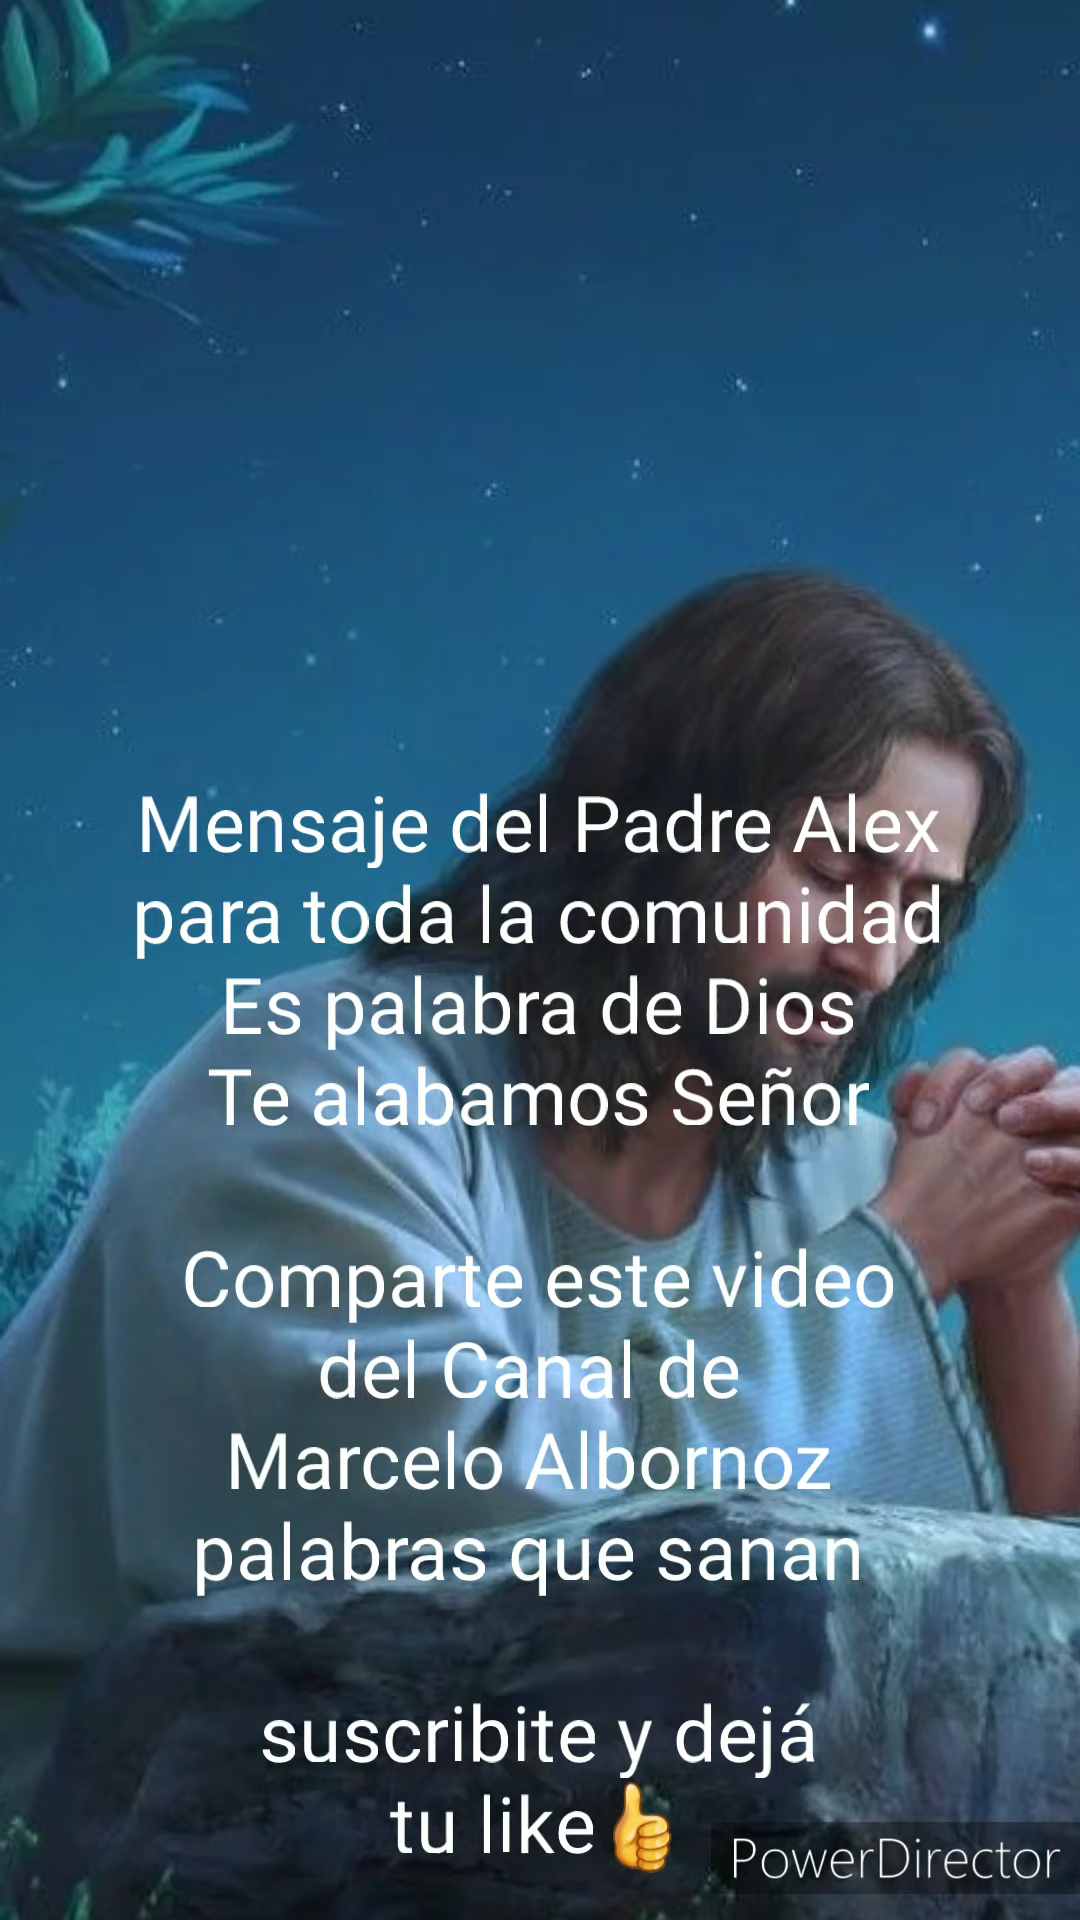 Mensaje del Padre Alex
para toda la comunidad
Es palabra de Dios
Te alabamos Señor
Comparte este video
del Canal de
Marcelo Albornoz
palabras que sanan
suscribite y dejá
tu like👍
PowerDirector